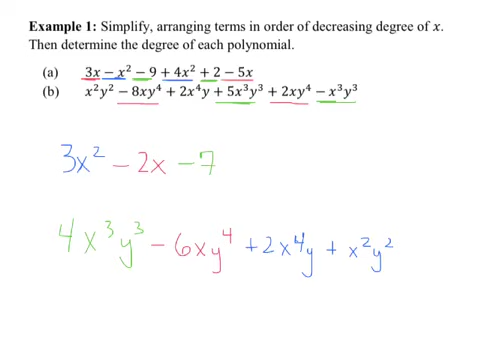 Example 1: Simplify, arranging terms in order of decreasing degree of x.
Then determine the degree of each polynomial.
(a) 3x − x² − 9 + 4x² + 2 − 5x
(b) x²y² − 8xy⁴ + 2x⁴y + 5x³y³ + 2xy⁴ − x³y³
3x² − 2x − 7
4x³y³ − 6xy⁴ + 2x⁴y + x²y²